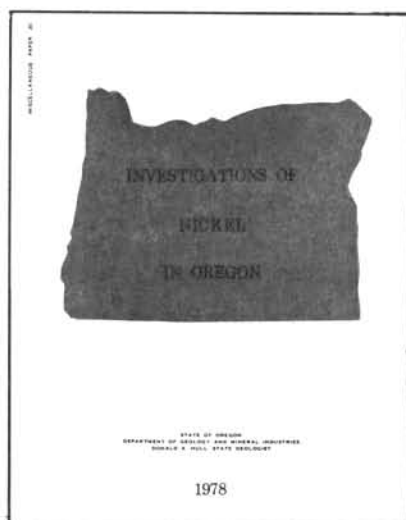 MISCELLANEOUS PAPER 20
INVESTIGATIONS OF
NICKEL
IN OREGON
STATE OF OREGON
DEPARTMENT OF GEOLOGY AND MINERAL INDUSTRIES
DONALD A HULL STATE GEOLOGIST
1978